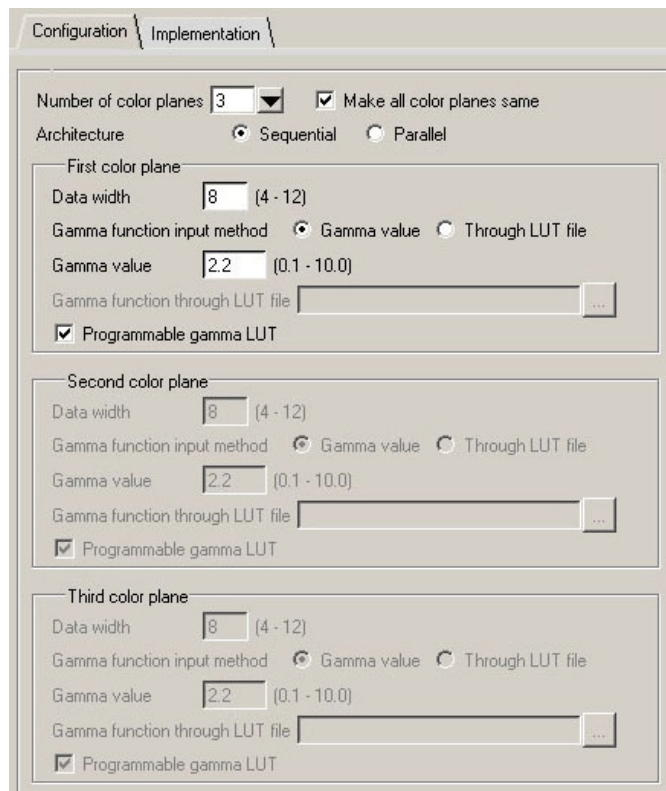 Configuration Implementation
Number of color planes 3 Make all color planes same
Architecture Sequential Parallel
First color plane
Data width 8 (4 - 12)
Gamma function input method Gamma value Through LUT file
Gamma value 2.2 (0.1 - 10.0)
Gamma function through LUT file ...
Programmable gamma LUT
Second color plane
Data width 8 (4 - 12)
Gamma function input method Gamma value Through LUT file
Gamma value 2.2 (0.1 - 10.0)
Gamma function through LUT file ...
Programmable gamma LUT
Third color plane
Data width 8 (4 - 12)
Gamma function input method Gamma value Through LUT file
Gamma value 2.2 (0.1 - 10.0)
Gamma function through LUT file ...
Programmable gamma LUT